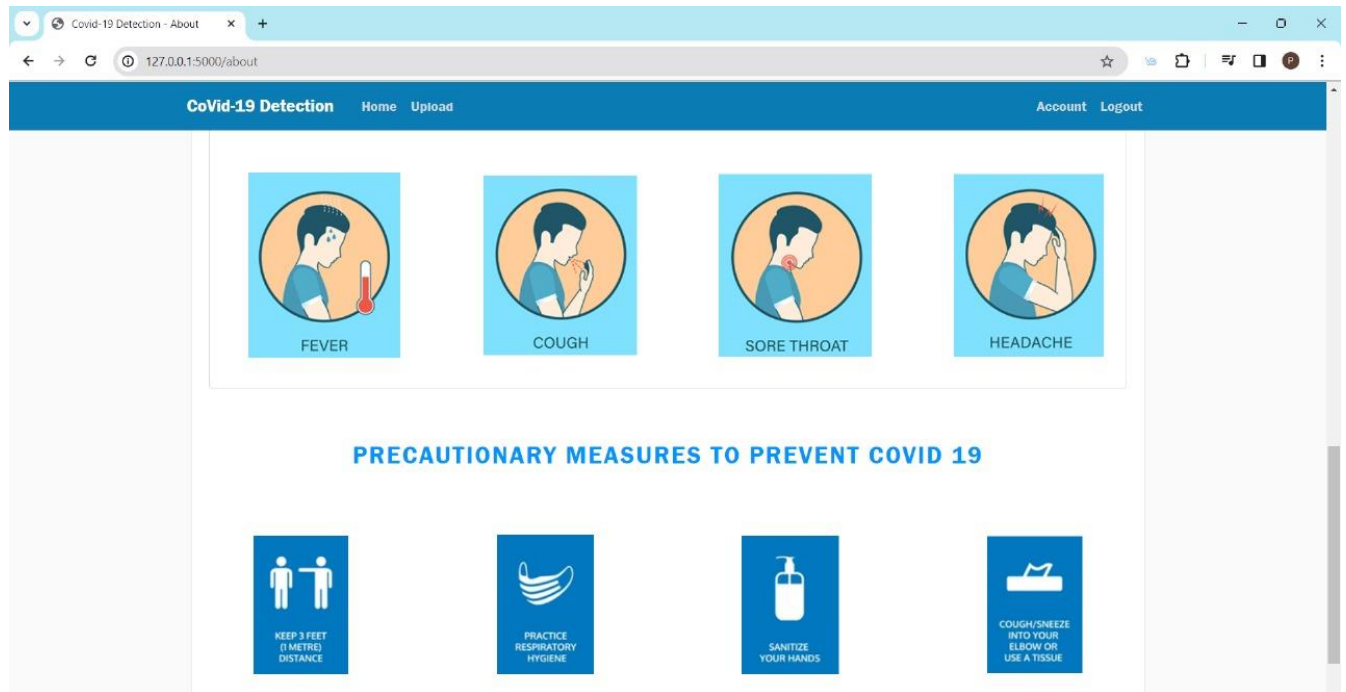 Covid-19 Detection - About
127.0.0.1:5000/about
P
CoVid-19 Detection Home Upload Account Logout
FEVER
COUGH
SORE THROAT
HEADACHE
PRECAUTIONARY MEASURES TO PREVENT COVID 19
KEEP 3 FEET
(1 METRE)
DISTANCE
PRACTICE
RESPIRATORY
HYGIENE
SANITIZE
YOUR HANDS
COUGH/SNEEZE
INTO YOUR
ELBOW OR
USE A TISSUE